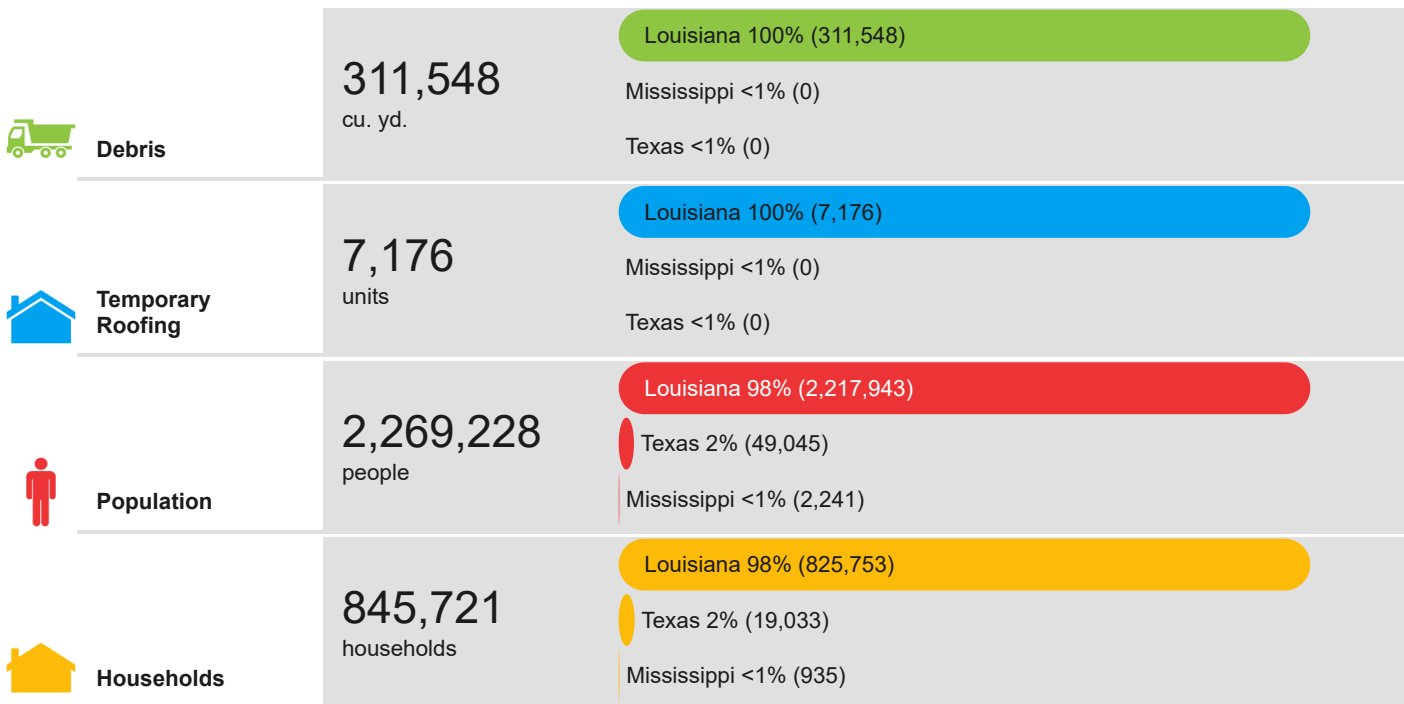 Debris
311,548
cu. yd.
Louisiana 100% (311,548)
Mississippi <1% (0)
Texas <1% (0)
Temporary
Roofing
7,176
units
Louisiana 100% (7,176)
Mississippi <1% (0)
Texas <1% (0)
Population
2,269,228
people
Louisiana 98% (2,217,943)
Texas 2% (49,045)
Mississippi <1% (2,241)
Households
845,721
households
Louisiana 98% (825,753)
Texas 2% (19,033)
Mississippi <1% (935)